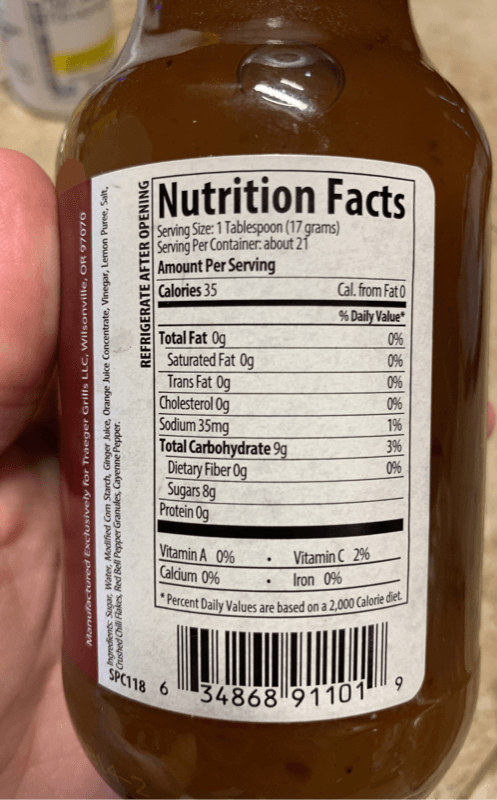 Nutrition Facts
Serving Size: 1 Tablespoon (17 grams)
Serving Per Container: about 21
Amount Per Serving
Calories 35 Cal. from Fat 0
% Daily Value*
Total Fat 0g 0%
Saturated Fat 0g 0%
Trans Fat 0g 0%
Cholesterol 0g 0%
Sodium 35mg 1%
Total Carbohydrate 9g 3%
Dietary Fiber 0g 0%
Sugars 8g
Protein 0g
Vitamin A 0% • Vitamin C 2%
Calcium 0% • Iron 0%
*Percent Daily Values are based on a 2,000 Calorie diet.
REFRIGERATE AFTER OPENING
Ingredients: Sugar, Water, Modified Corn Starch, Ginger Juice, Orange Juice Concentrate, Vinegar, Lemon Puree, Salt,
Crushed Chili Flakes, Red Bell Pepper Granules, Cayenne Pepper.
Manufactured Exclusively for Traeger Grills LLC, Wilsonville, OR 97070
SPC118
6 34868 91101 9